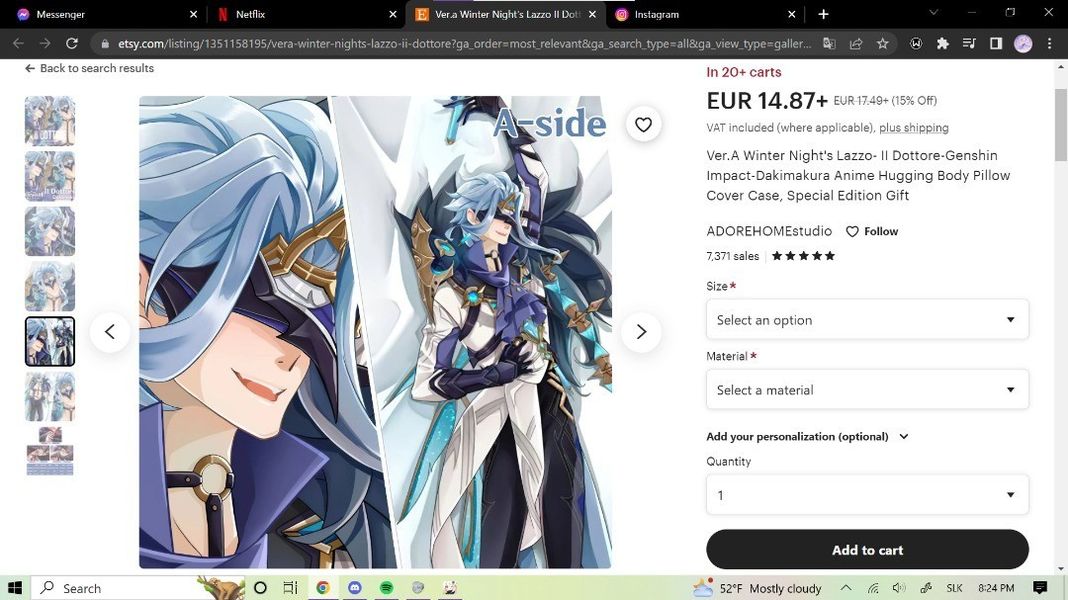 Messenger
Netflix
Ver.a Winter Night's Lazzo II Dott
Instagram
etsy.com/listing/1351158195/vera-winter-nights-lazzo-ii-dottore?ga_order=most_relevant&ga_search_type=all&ga_view_type=galler...
Back to search results
In 20+ carts
A-side
EUR 14.87+ EUR 17.49+ (15% Off)
VAT included (where applicable), plus shipping
Ver.A Winter Night's Lazzo- II Dottore-Genshin
Impact-Dakimakura Anime Hugging Body Pillow
Cover Case, Special Edition Gift
ADOREHOMEstudio Follow
7,371 sales
Size*
Select an option
Material*
Select a material
Add your personalization (optional)
Quantity
1
Add to cart
Search
52°F Mostly cloudy
SLK
8:24 PM